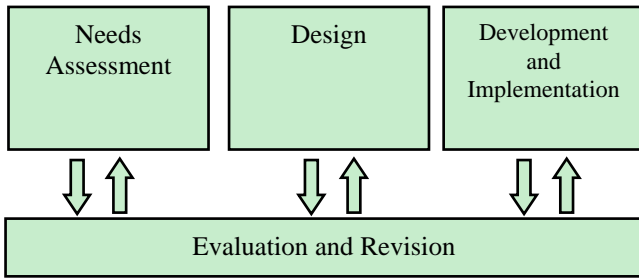 Needs
Assessment
Design
Development
and
Implementation
Evaluation and Revision